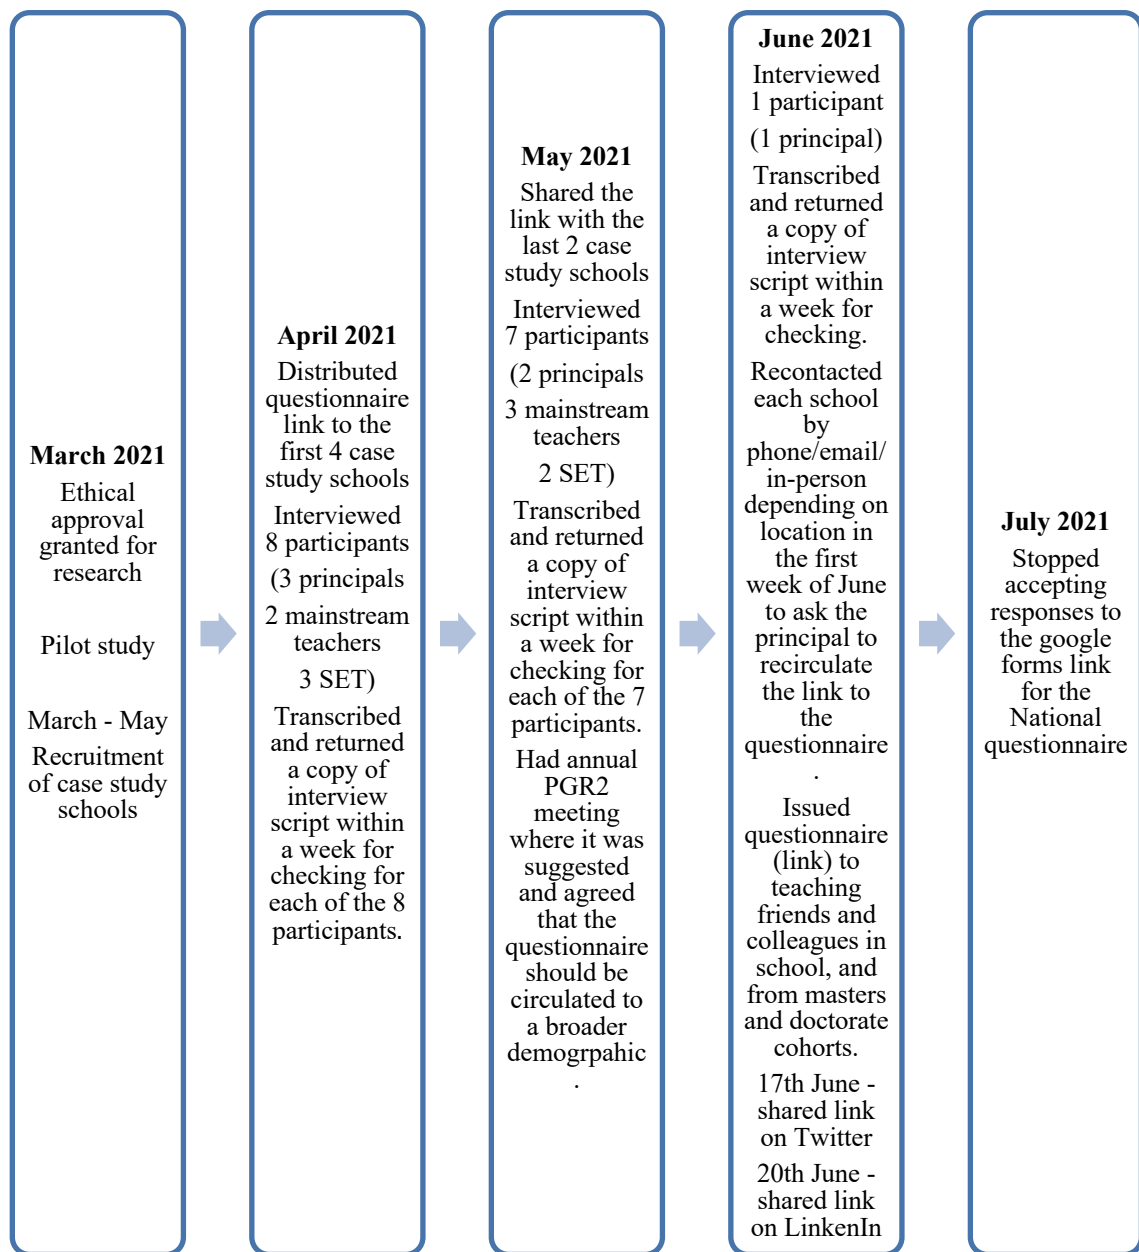 March 2021
Ethical
approval
granted for
research
Pilot study
March - May
Recruitment
of case study
schools
April 2021
Distributed
questionnaire
link to the
first 4 case
study schools
Interviewed
8 participants
(3 principals
2 mainstream
teachers
3 SET)
Transcribed
and returned
a copy of
interview
script within
a week for
checking for
each of the 8
participants.
May 2021
Shared the
link with the
last 2 case
study schools
Interviewed
7 participants
(2 principals
3 mainstream
teachers
2 SET)
Transcribed
and returned
a copy of
interview
script within
a week for
checking for
each of the 7
participants.
Had annual
PGR2
meeting
where it was
suggested
and agreed
that the
questionnaire
should be
circulated to
a broader
demogrpahic
.
June 2021
Interviewed
1 participant
(1 principal)
Transcribed
and returned
a copy of
interview
script within
a week for
checking.
Recontacted
each school
by
phone/email/
in-person
depending on
location in
the first
week of June
to ask the
principal to
recirculate
the link to
the
questionnaire
.
Issued
questionnaire
(link) to
teaching
friends and
colleagues in
school, and
from masters
and doctorate
cohorts.
17th June -
shared link
on Twitter
20th June -
shared link
on LinkenIn
July 2021
Stopped
accepting
responses to
the google
forms link
for the
National
questionnaire